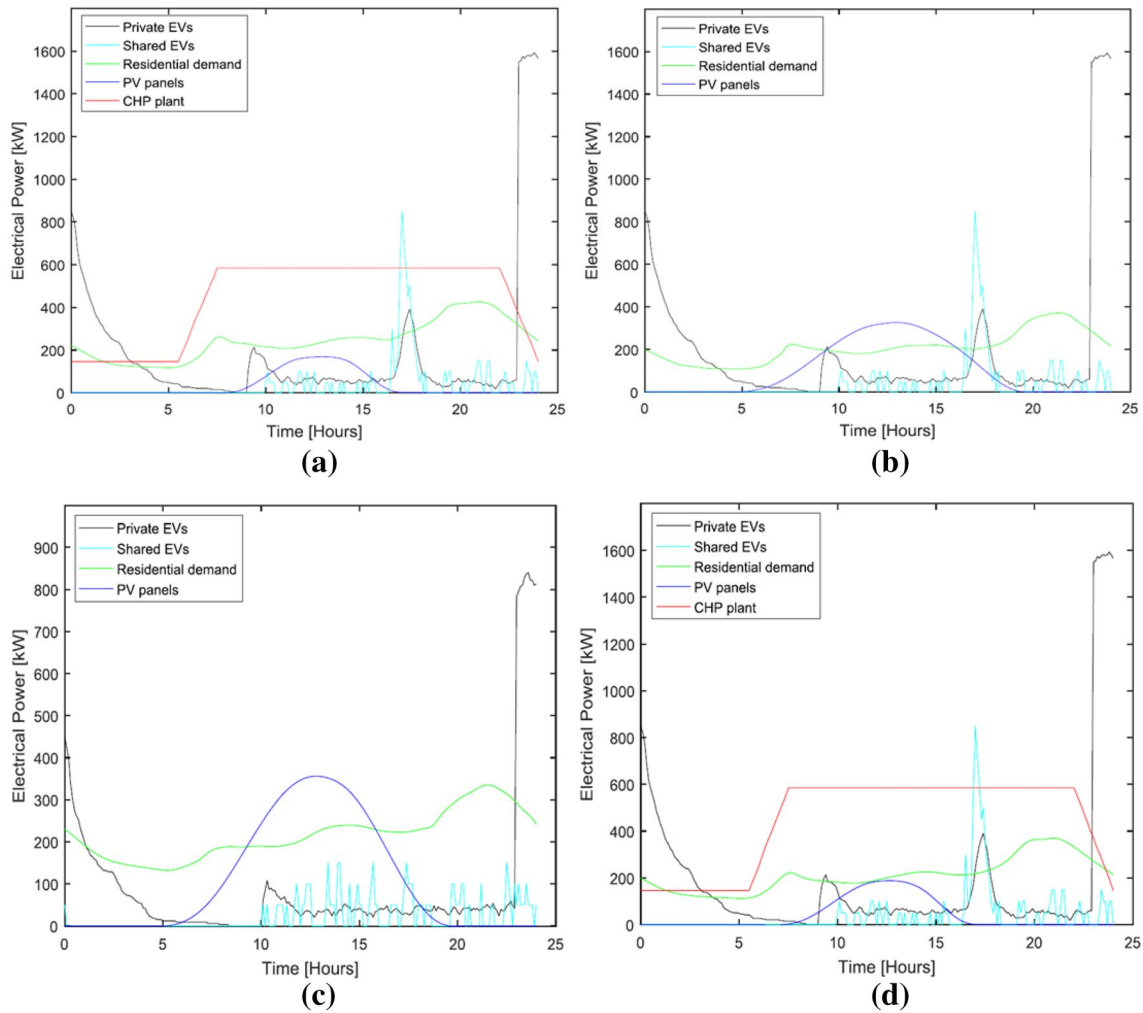 Private EVs
Shared EVs
Residential demand
PV panels
CHP plant
Electrical Power [kW]
1600
1400
1200
1000
800
600
400
200
0
0 5 10 15 20 25
Time [Hours]
(a)
Private EVs
Shared EVs
Residential demand
PV panels
Electrical Power [kW]
1600
1400
1200
1000
800
600
400
200
0
0 5 10 15 20 25
Time [Hours]
(b)
Private EVs
Shared EVs
Residential demand
PV panels
Electrical Power [kW]
900
800
700
600
500
400
300
200
100
0
0 5 10 15 20 25
Time [Hours]
(c)
Private EVs
Shared EVs
Residential demand
PV panels
CHP plant
Electrical Power [kW]
1600
1400
1200
1000
800
600
400
200
0
0 5 10 15 20 25
Time [Hours]
(d)